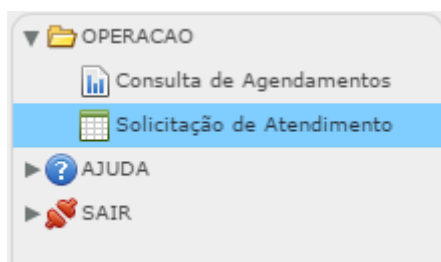 OPERACAO
Consulta de Agendamentos
Solicitação de Atendimento
AJUDA
SAIR